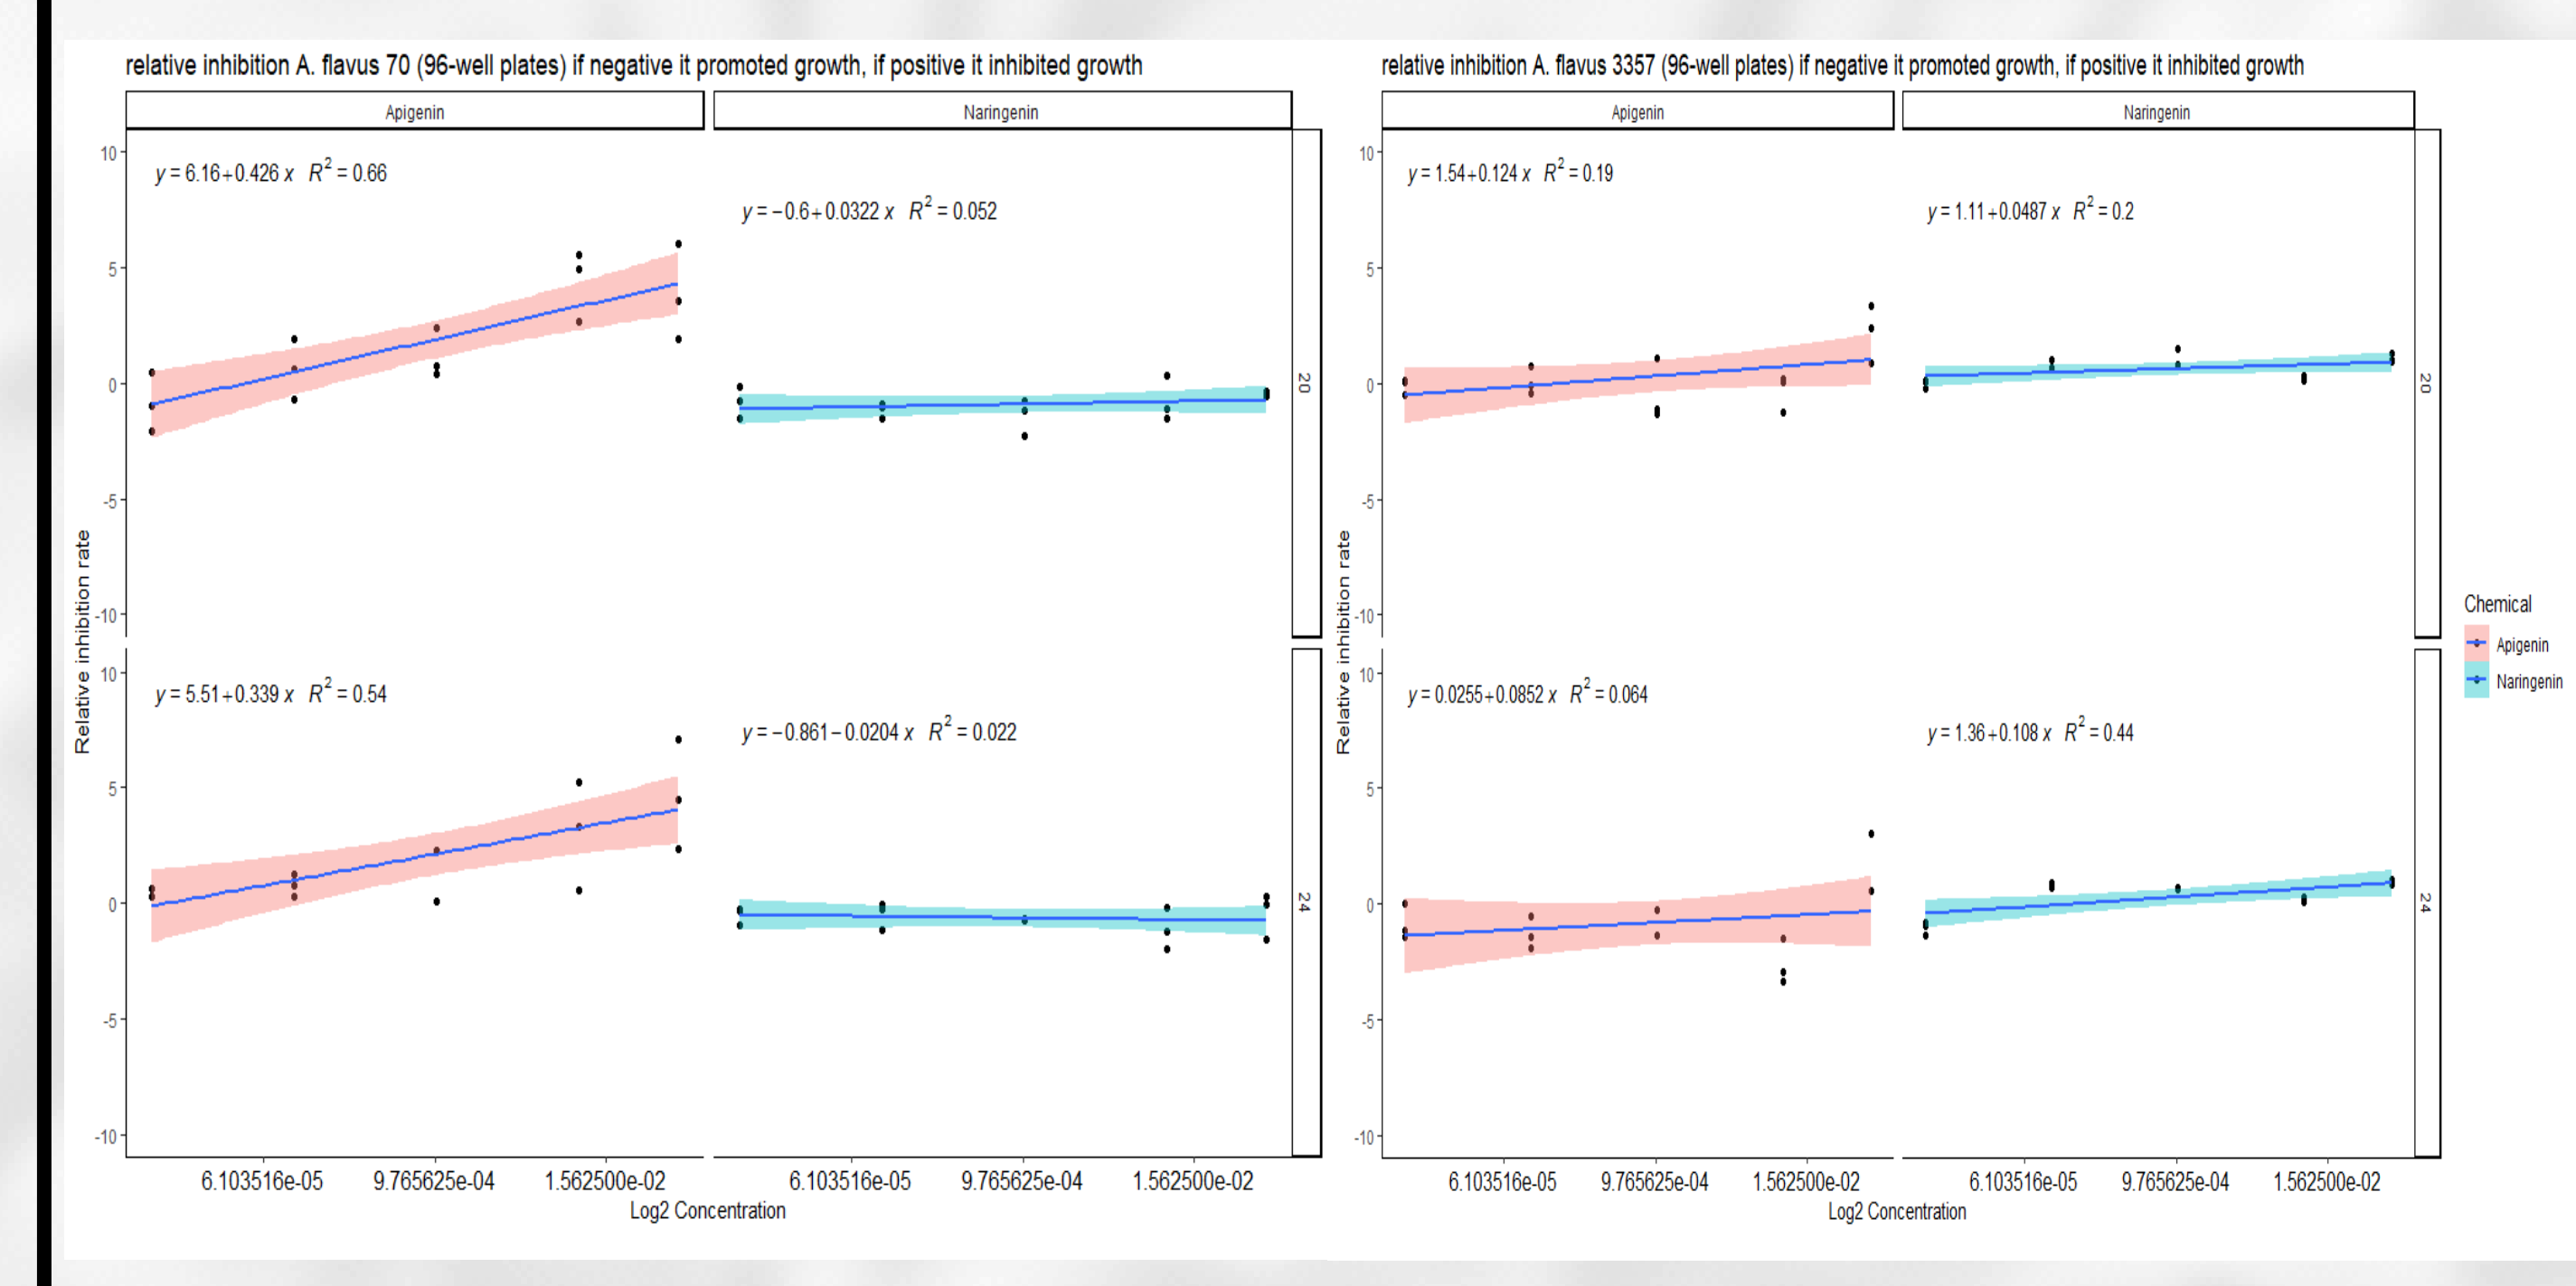 relative inhibition A. flavus 70 (96-well plates) if negative it promoted growth, if positive it inhibited growth
Apigenin
Naringenin
10
5
0
-5
-10
y = 6.16+0.426 x R² = 0.66
y = −0.6+0.0322 x R² = 0.052
20
Relative inhibition rate
10
5
0
-5
-10
y = 5.51+0.339 x R² = 0.54
y = −0.861−0.0204 x R² = 0.022
24
6.103516e-05 9.765625e-04 1.562500e-02
6.103516e-05 9.765625e-04 1.562500e-02
Log2 Concentration
relative inhibition A. flavus 3357 (96-well plates) if negative it promoted growth, if positive it inhibited growth
Apigenin
Naringenin
10
5
0
-5
-10
y = 1.54+0.124 x R² = 0.19
y = 1.11+0.0487 x R² = 0.2
20
Relative inhibition rate
10
5
0
-5
-10
y = 0.0255+0.0852 x R² = 0.064
y = 1.36+0.108 x R² = 0.44
24
6.103516e-05 9.765625e-04 1.562500e-02
6.103516e-05 9.765625e-04 1.562500e-02
Log2 Concentration
Chemical
Apigenin
Naringenin